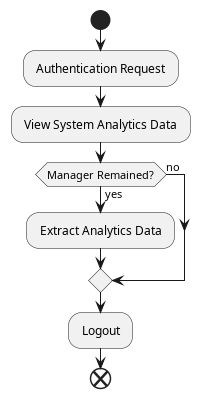 Authentication Request
View System Analytics Data
Manager Remained?
no
yes
Extract Analytics Data
Logout